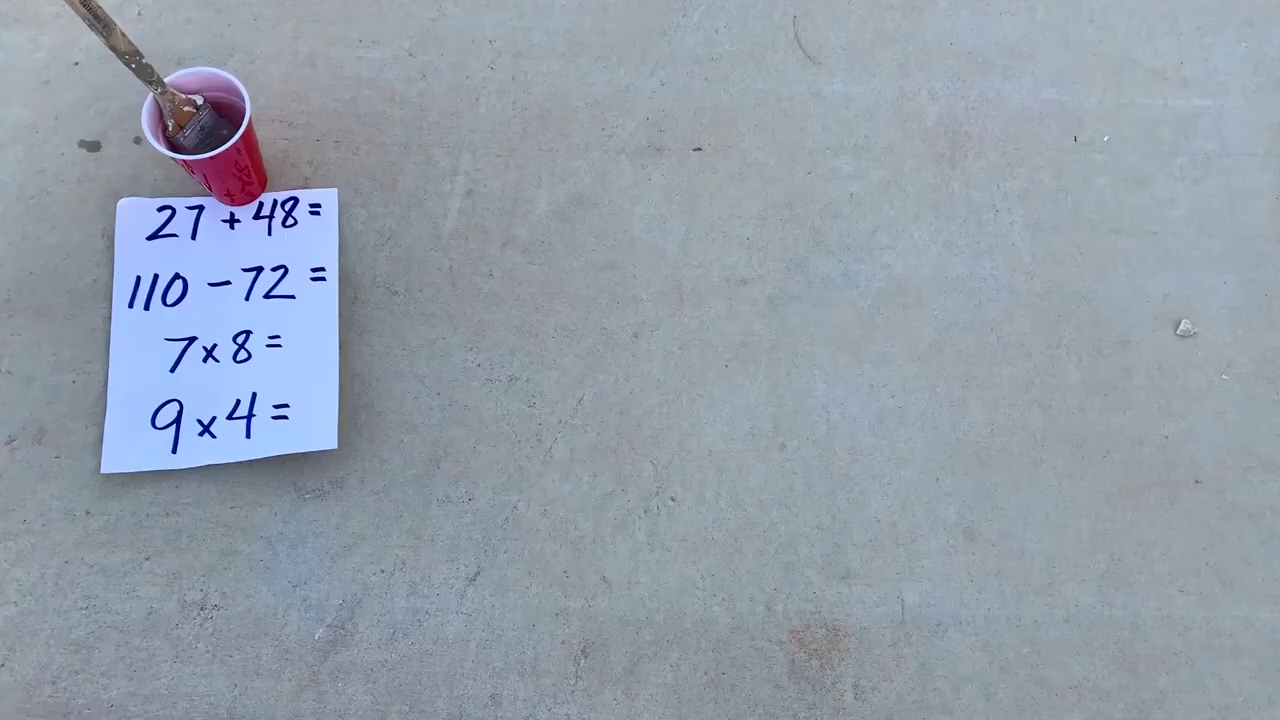 27 + 48 =
110 - 72 =
7 x 8 =
9 x 4 =